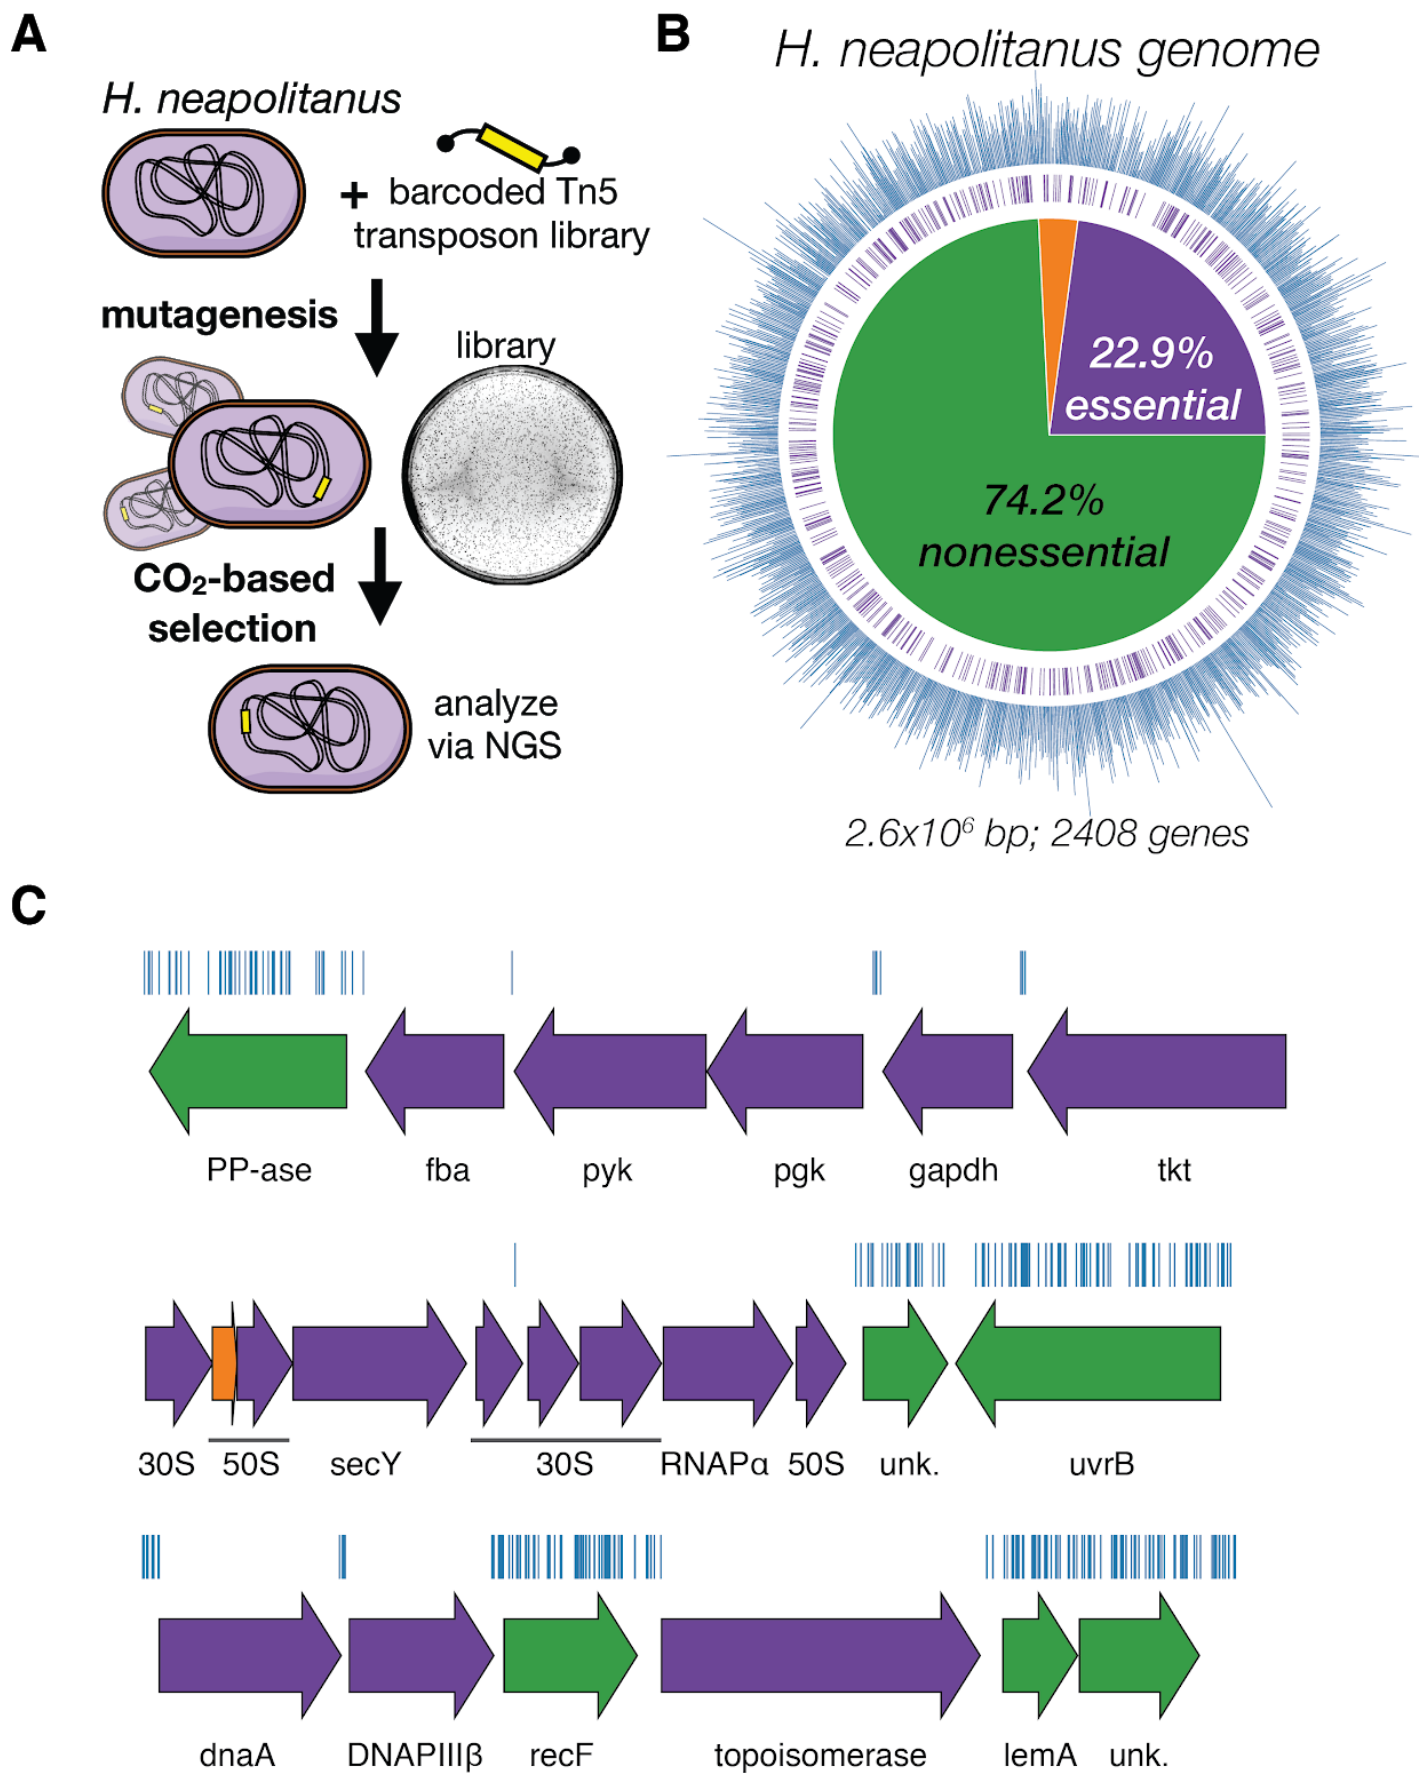 A
H. neapolitanus
+ barcoded Tn5
transposon library
mutagenesis
library
CO₂-based
selection
analyze
via NGS
B
H. neapolitanus genome
22.9%
essential
74.2%
nonessential
2.6x10⁶ bp; 2408 genes
C
PP-ase fba pyk pgk gapdh tkt
30S 50S secY 30S RNAPα 50S unk. uvrB
dnaA DNAPIIIβ recF topoisomerase lemA unk.